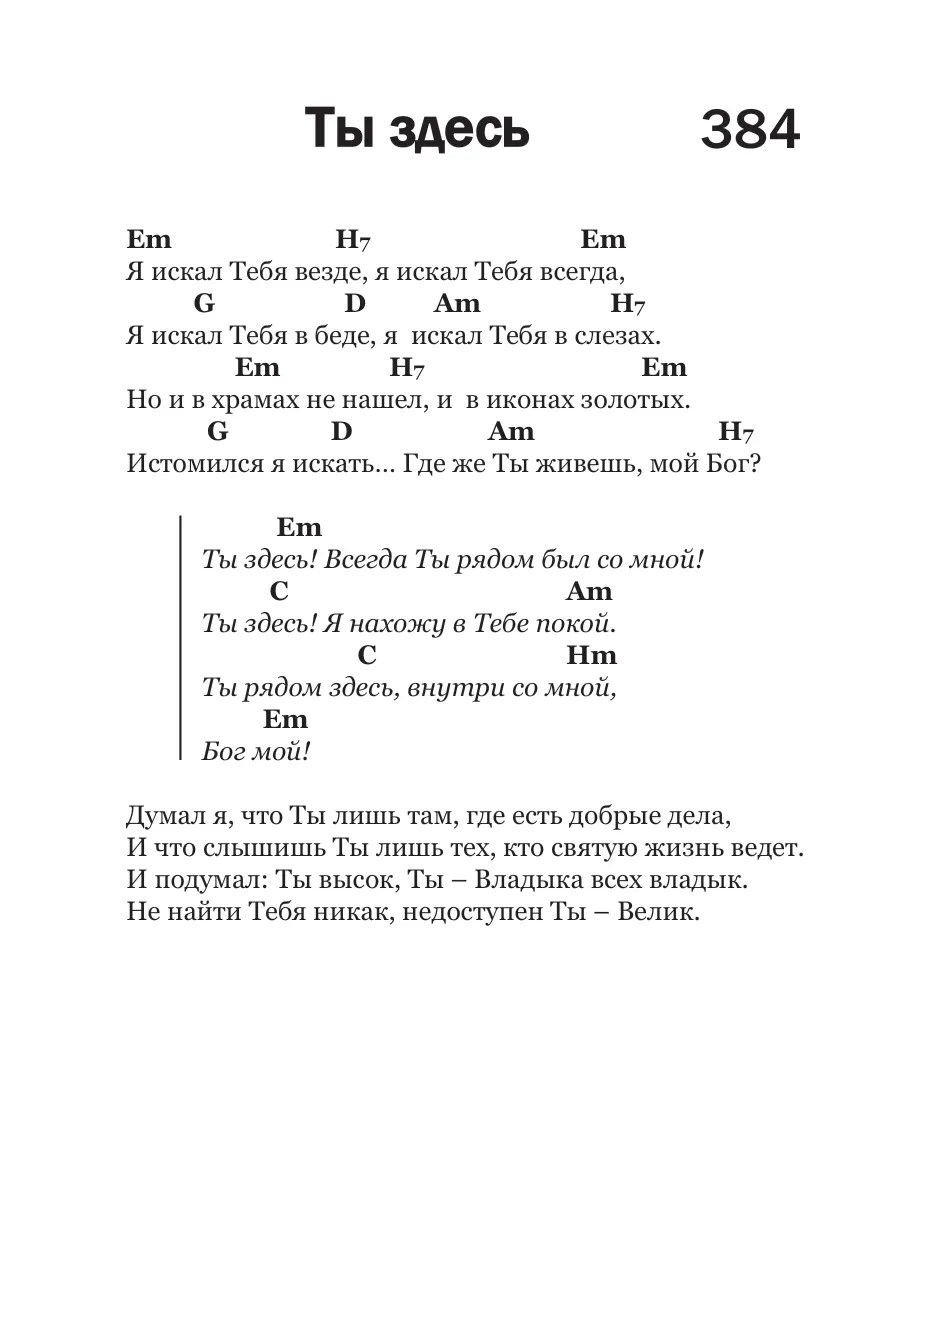 Ты здесь 384
Em H7 Em
Я искал Тебя везде, я искал Тебя всегда,
G D Am H7
Я искал Тебя в беде, я  искал Тебя в слезах.
Em H7 Em
Но и в храмах не нашел, и  в иконах золотых.
G D Am H7
Истомился я искать... Где же Ты живешь, мой Бог?
Em
Ты здесь! Всегда Ты рядом был со мной!
C Am
Ты здесь! Я нахожу в Тебе покой.
C Hm
Ты рядом здесь, внутри со мной,
Em
Бог мой!
Думал я, что Ты лишь там, где есть добрые дела,
И что слышишь Ты лишь тех, кто святую жизнь ведет.
И подумал: Ты высок, Ты – Владыка всех владык.
Не найти Тебя никак, недоступен Ты – Велик.